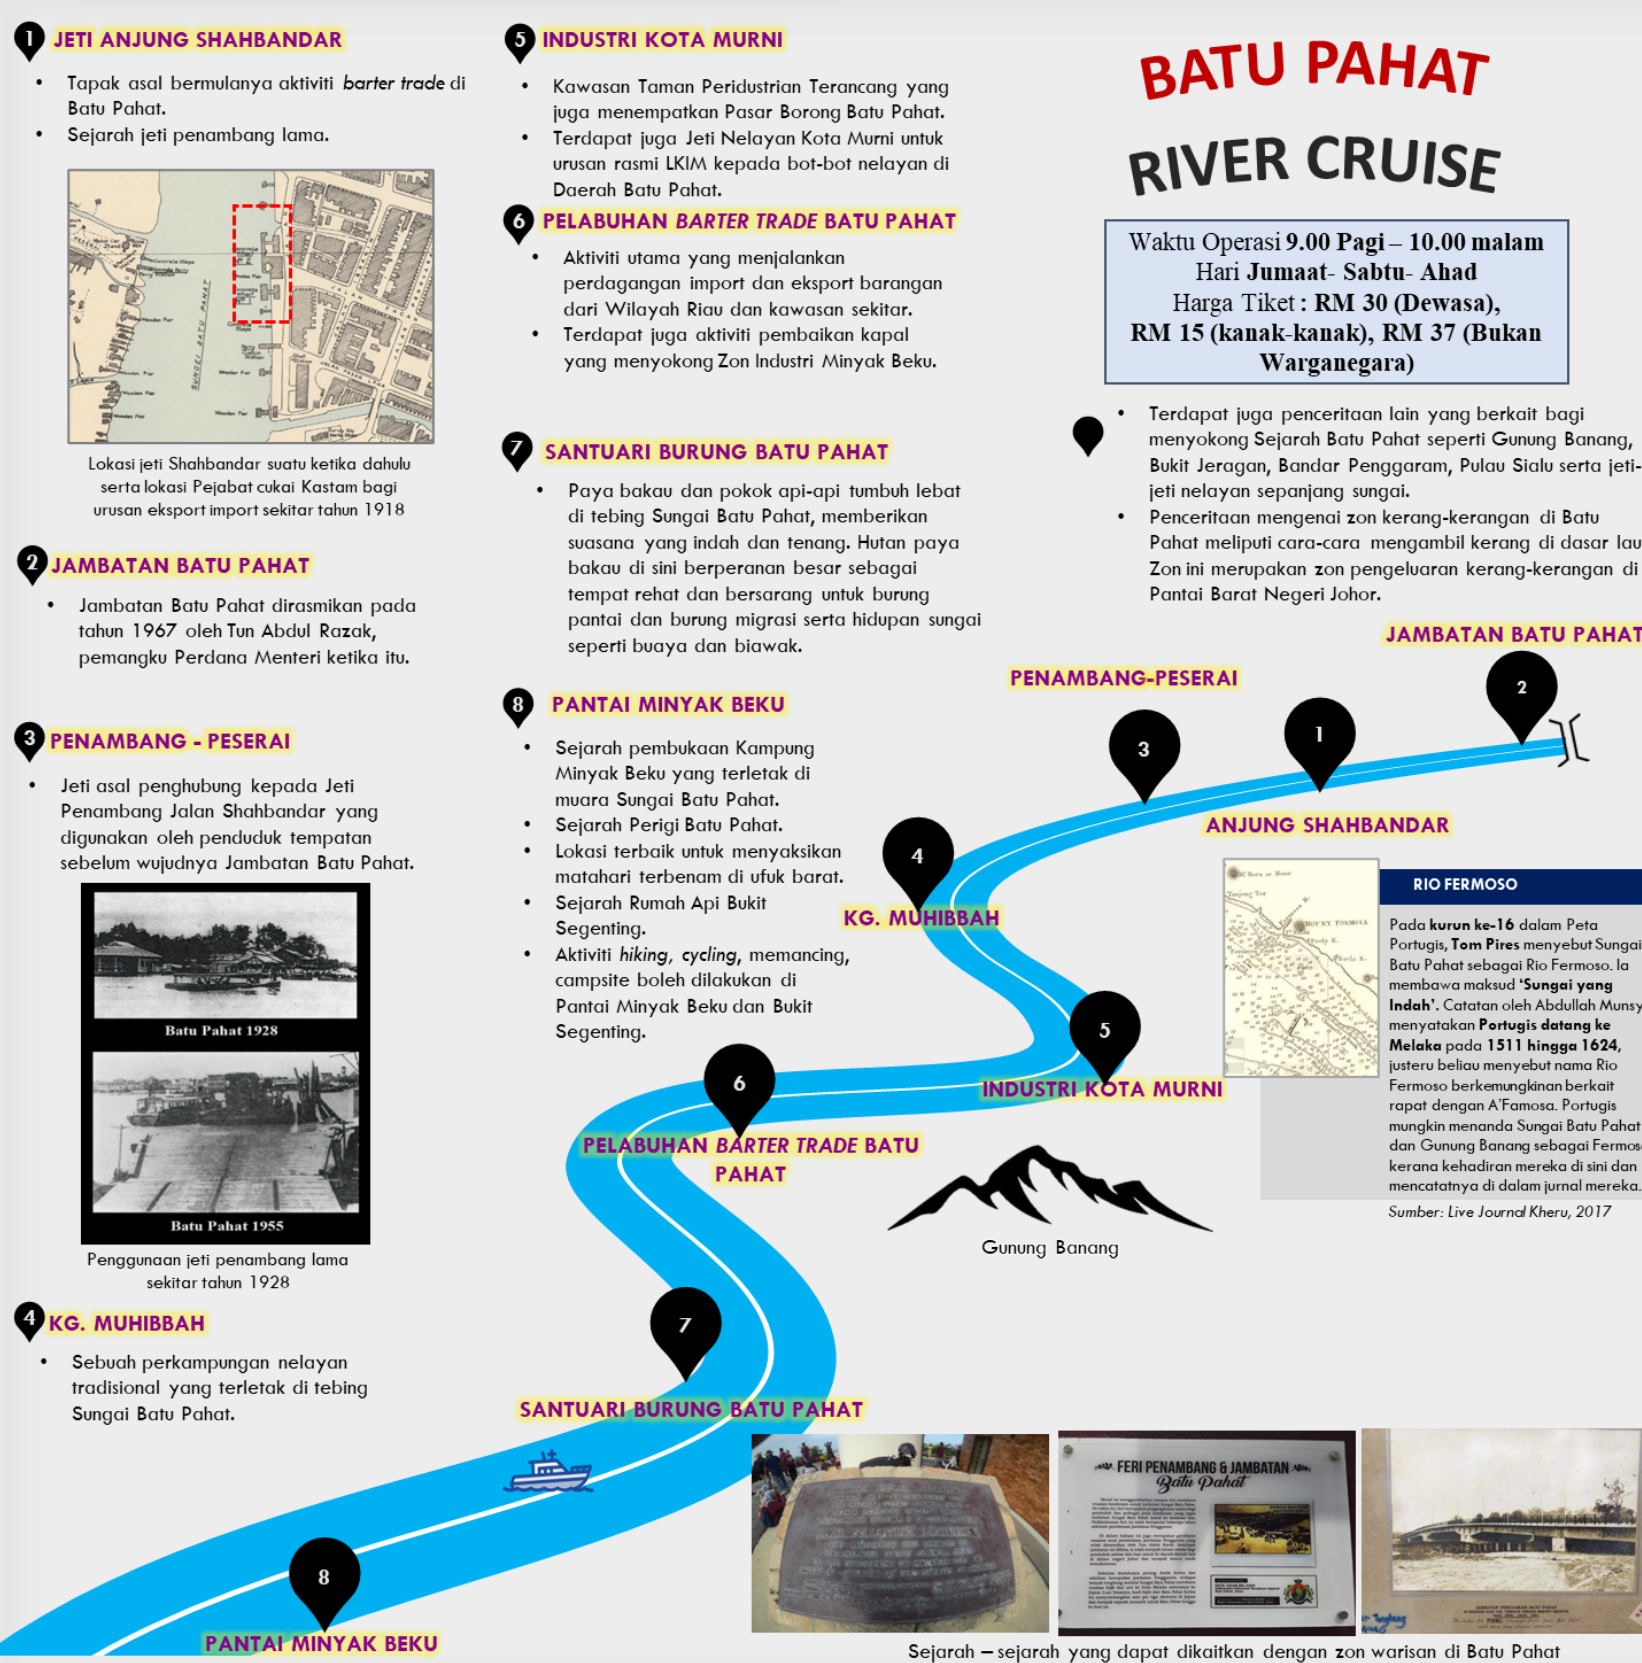 1 JETI ANJUNG SHAHBANDAR
• Tapak asal bermulanya aktiviti barter trade di
Batu Pahat.
• Sejarah jeti penambang lama.
SUNGEI BATU PAHAT
Lokasi jeti Shahbandar suatu ketika dahulu
serta lokasi Pejabat cukai Kastam bagi
urusan eksport import sekitar tahun 1918
2 JAMBATAN BATU PAHAT
• Jambatan Batu Pahat dirasmikan pada
tahun 1967 oleh Tun Abdul Razak,
pemangku Perdana Menteri ketika itu.
3 PENAMBANG - PESERAI
• Jeti asal penghubung kepada Jeti
Penambang Jalan Shahbandar yang
digunakan oleh penduduk tempatan
sebelum wujudnya Jambatan Batu Pahat.
Batu Pahat 1928
Batu Pahat 1955
Penggunaan jeti penambang lama
sekitar tahun 1928
4 KG. MUHIBBAH
• Sebuah perkampungan nelayan
tradisional yang terletak di tebing
Sungai Batu Pahat.
5 INDUSTRI KOTA MURNI
• Kawasan Taman Peridustrian Terancang yang
juga menempatkan Pasar Borong Batu Pahat.
• Terdapat juga Jeti Nelayan Kota Murni untuk
urusan rasmi LKIM kepada bot-bot nelayan di
Daerah Batu Pahat.
6 PELABUHAN BARTER TRADE BATU PAHAT
• Aktiviti utama yang menjalankan
perdagangan import dan eksport barangan
dari Wilayah Riau dan kawasan sekitar.
• Terdapat juga aktiviti pembaikan kapal
yang menyokong Zon Industri Minyak Beku.
7 SANTUARI BURUNG BATU PAHAT
• Paya bakau dan pokok api-api tumbuh lebat
di tebing Sungai Batu Pahat, memberikan
suasana yang indah dan tenang. Hutan paya
bakau di sini berperanan besar sebagai
tempat rehat dan bersarang untuk burung
pantai dan burung migrasi serta hidupan sungai
seperti buaya dan biawak.
8 PANTAI MINYAK BEKU
• Sejarah pembukaan Kampung
Minyak Beku yang terletak di
muara Sungai Batu Pahat.
• Sejarah Perigi Batu Pahat.
• Lokasi terbaik untuk menyaksikan
matahari terbenam di ufuk barat.
• Sejarah Rumah Api Bukit
Segenting.
• Aktiviti hiking, cycling, memancing,
campsite boleh dilakukan di
Pantai Minyak Beku dan Bukit
Segenting.
BATU PAHAT
RIVER CRUISE
Waktu Operasi 9.00 Pagi – 10.00 malam
Hari Jumaat- Sabtu- Ahad
Harga Tiket : RM 30 (Dewasa),
RM 15 (kanak-kanak), RM 37 (Bukan
Warganegara)
• Terdapat juga penceritaan lain yang berkait bagi
menyokong Sejarah Batu Pahat seperti Gunung Banang,
Bukit Jeragan, Bandar Penggaram, Pulau Sialu serta jeti-
jeti nelayan sepanjang sungai.
• Penceritaan mengenai zon kerang-kerangan di Batu
Pahat meliputi cara-cara mengambil kerang di dasar lau
Zon ini merupakan zon pengeluaran kerang-kerangan di
Pantai Barat Negeri Johor.
JAMBATAN BATU PAHAT
2
PENAMBANG-PESERAI
3
1
ANJUNG SHAHBANDAR
4
KG. MUHIBBAH
5
INDUSTRI KOTA MURNI
6
PELABUHAN BARTER TRADE BATU
PAHAT
Gunung Banang
7
SANTUARI BURUNG BATU PAHAT
8
PANTAI MINYAK BEKU
MOUNT FORMOSA
RIO FERMOSO
Pada kurun ke-16 dalam Peta
Portugis, Tom Pires menyebut Sungai
Batu Pahat sebagai Rio Fermoso. Ia
membawa maksud ‘Sungai yang
Indah’. Catatan oleh Abdullah Munsy
menyatakan Portugis datang ke
Melaka pada 1511 hingga 1624,
justeru beliau menyebut nama Rio
Fermoso berkemungkinan berkait
rapat dengan A’Famosa. Portugis
mungkin menanda Sungai Batu Pahat
dan Gunung Banang sebagai Fermoso
kerana kehadiran mereka di sini dan
mencatatnya di dalam jurnal mereka.
Sumber: Live Journal Kheru, 2017
FERI PENAMBANG & JAMBATAN
Batu Pahat
Sejarah – sejarah yang dapat dikaitkan dengan zon warisan di Batu Pahat